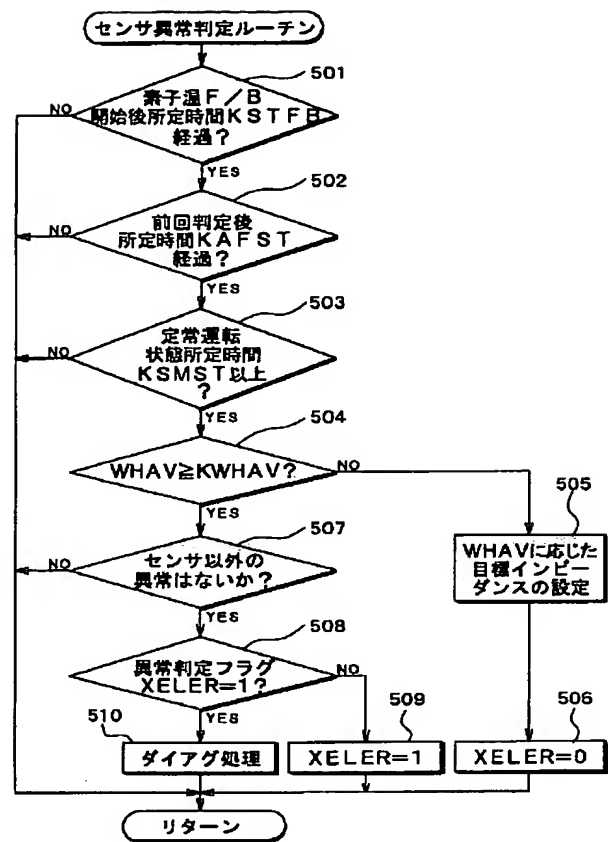 センサ異常判定ルーチン
501
素子温F/B
開始後所定時間KSTFB
経過?
NO
YES
502
前回判定後
所定時間KAFST
経過?
NO
YES
503
定常運転
状態所定時間
KSMST以上
?
NO
YES
504
WHAV≧KWHAV?
NO
YES
505
WHAVに応じた
目標インピー
ダンスの設定
507
センサ以外の
異常はないか?
NO
YES
508
異常判定フラグ
XELER=1?
NO
YES
510
ダイアグ処理
509
XELER=1
506
XELER=0
リターン